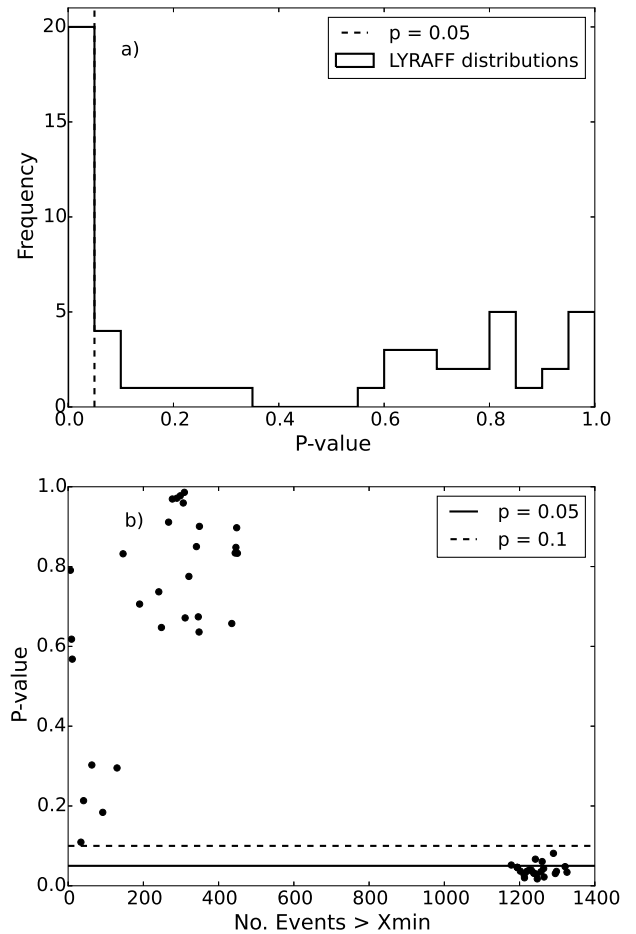 20
a)
p = 0.05
LYRAFF distributions
15
Frequency
10
5
0
0.0 0.2 0.4 0.6 0.8 1.0
P-value
1.0
b)
p = 0.05
p = 0.1
0.8
0.6
P-value
0.4
0.2
0.0
0 200 400 600 800 1000 1200 1400
No. Events > Xmin